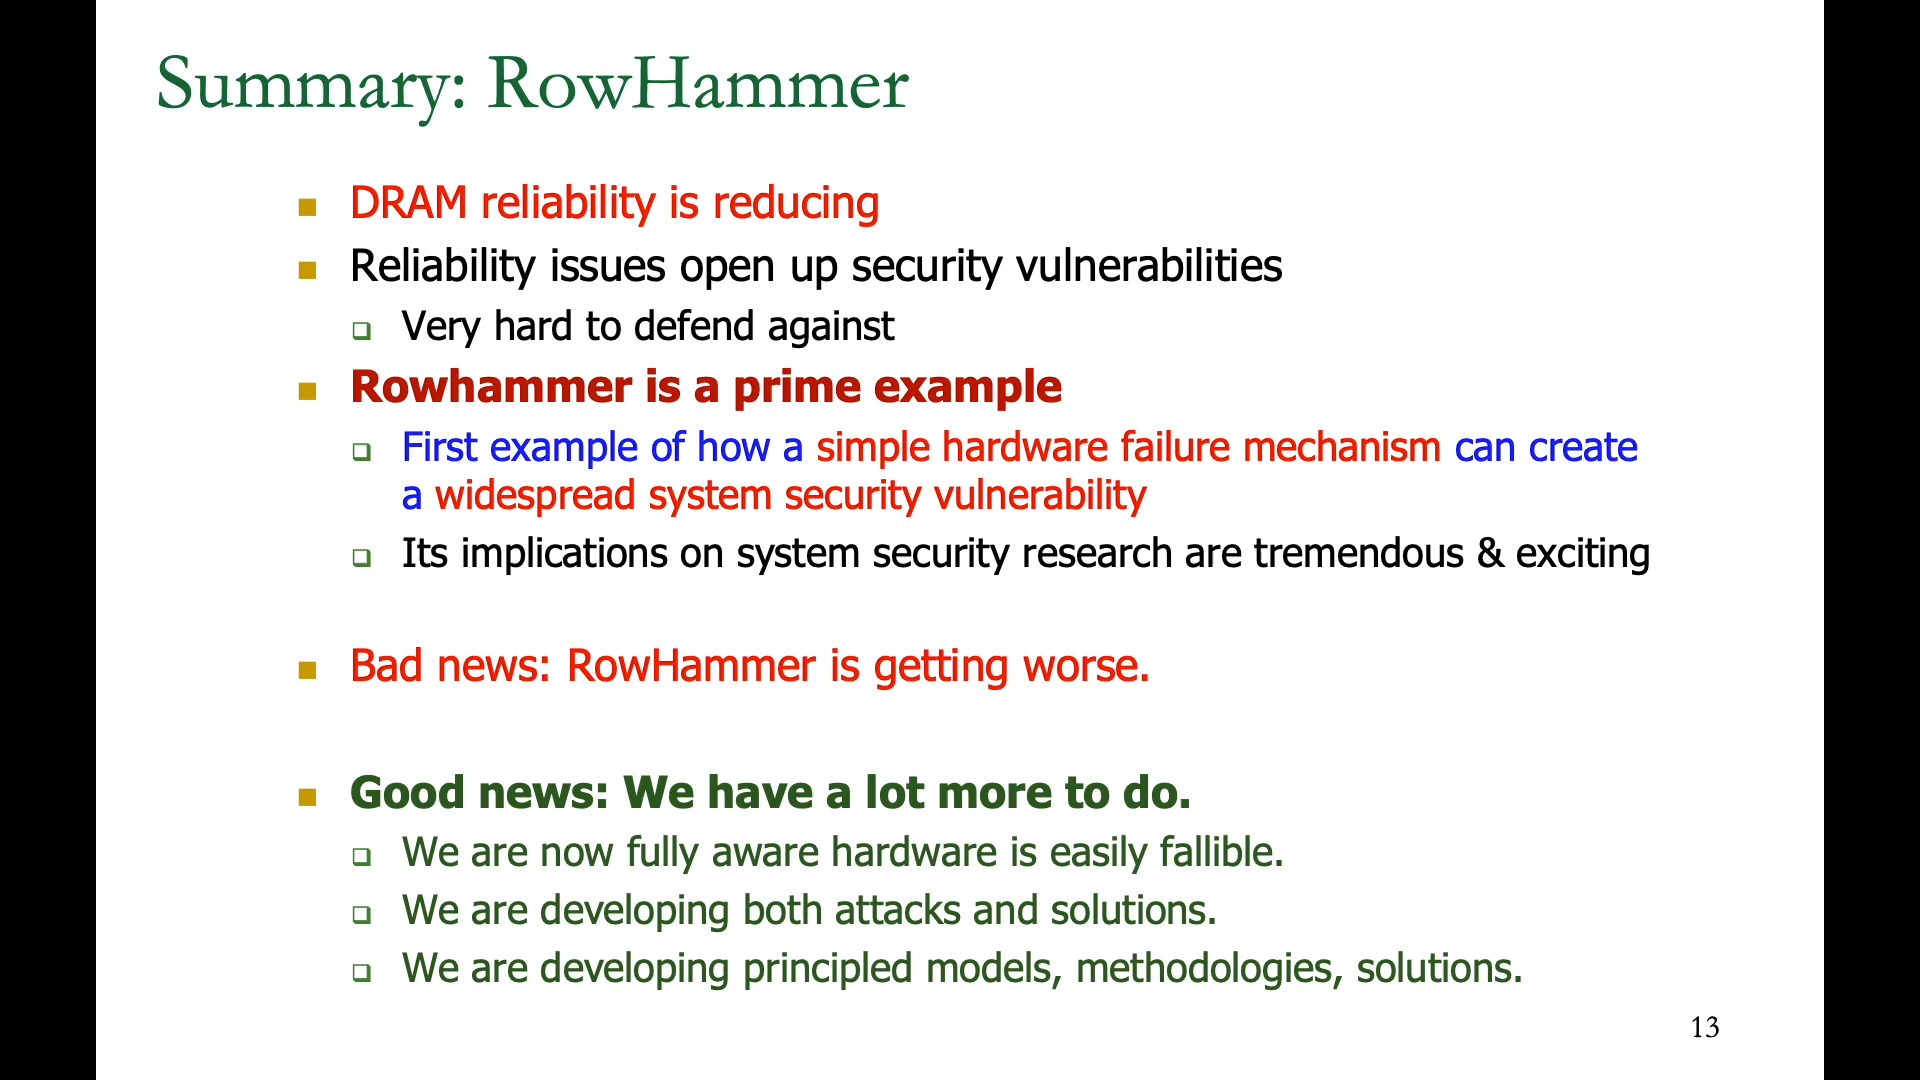 Summary: RowHammer
DRAM reliability is reducing
Reliability issues open up security vulnerabilities
Very hard to defend against
Rowhammer is a prime example
First example of how a simple hardware failure mechanism can create
a widespread system security vulnerability
Its implications on system security research are tremendous & exciting
Bad news: RowHammer is getting worse.
Good news: We have a lot more to do.
We are now fully aware hardware is easily fallible.
We are developing both attacks and solutions.
We are developing principled models, methodologies, solutions.
13